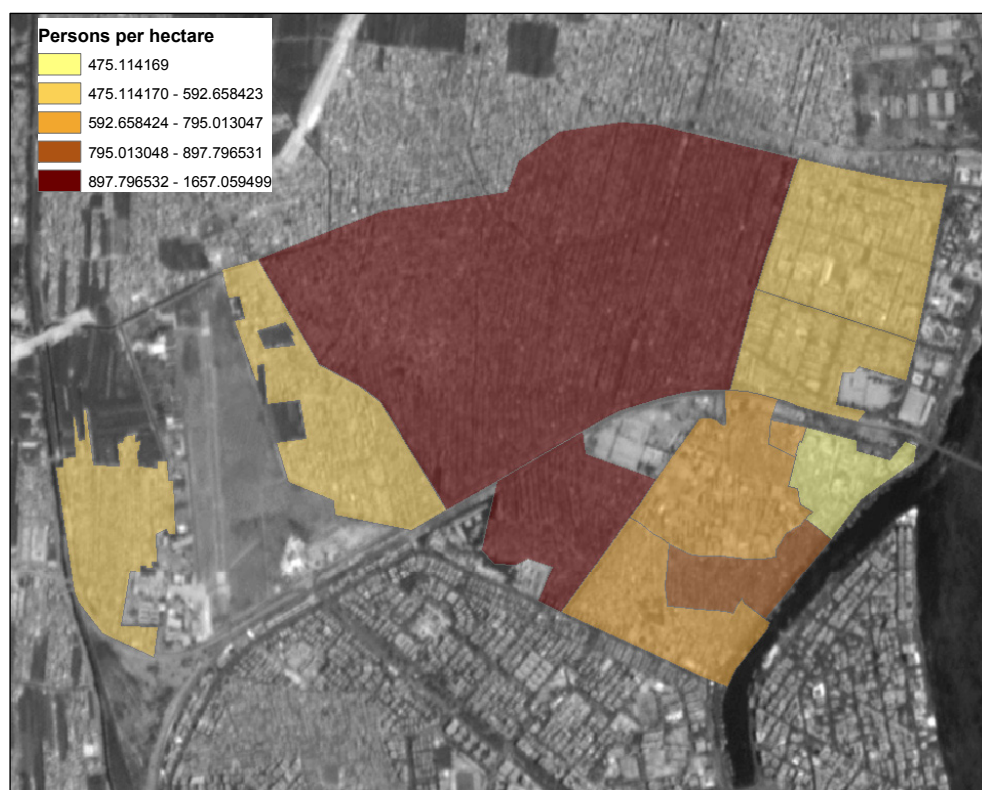 Persons per hectare
475.114169
475.114170 - 592.658423
592.658424 - 795.013047
795.013048 - 897.796531
897.796532 - 1657.059499